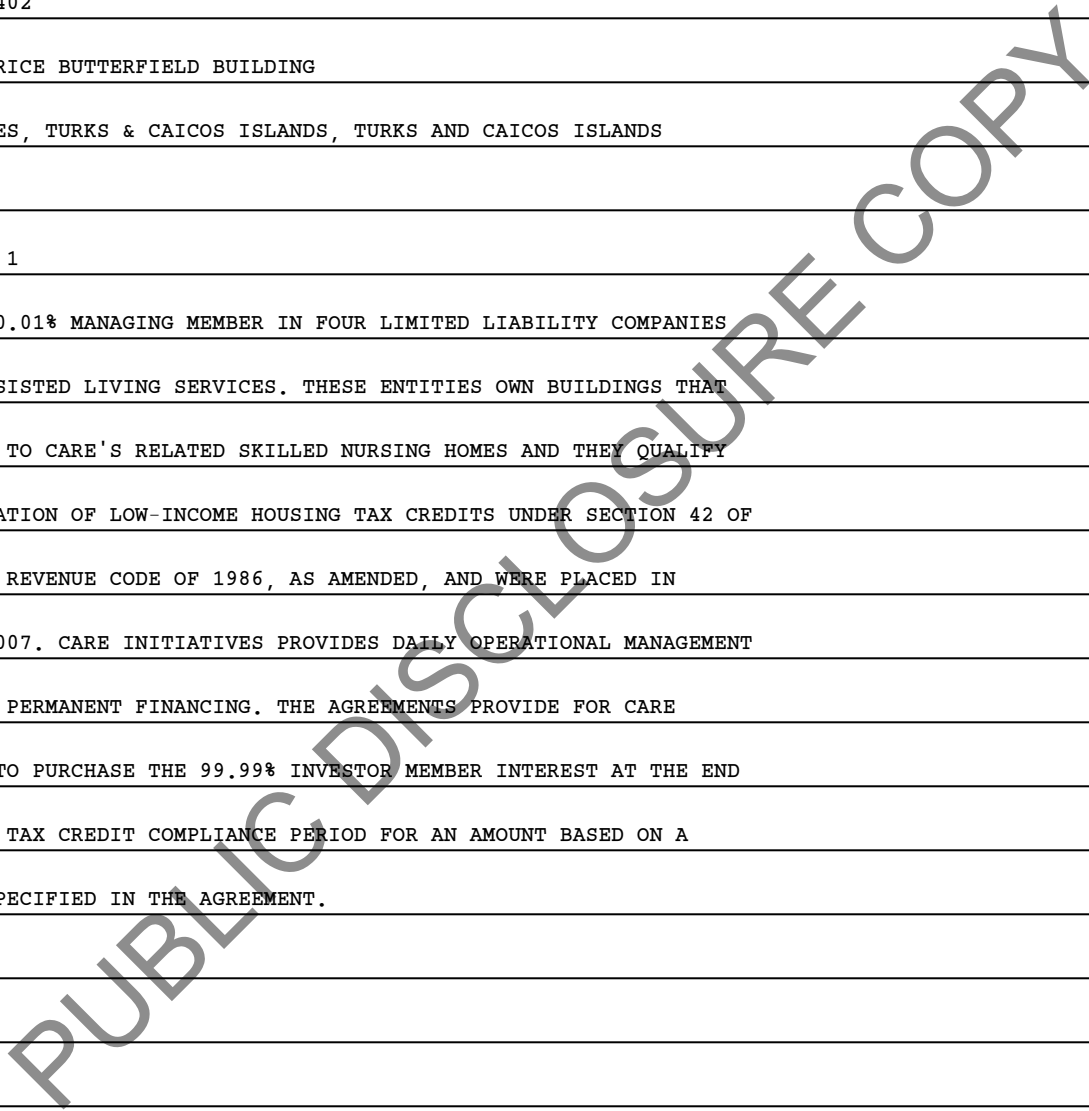 402
RICE BUTTERFIELD BUILDING
ES, TURKS & CAICOS ISLANDS, TURKS AND CAICOS ISLANDS
1
0.01% MANAGING MEMBER IN FOUR LIMITED LIABILITY COMPANIES
SISTED LIVING SERVICES. THESE ENTITIES OWN BUILDINGS THAT
TO CARE'S RELATED SKILLED NURSING HOMES AND THEY QUALIFY
ATION OF LOW-INCOME HOUSING TAX CREDITS UNDER SECTION 42 OF
REVENUE CODE OF 1986, AS AMENDED, AND WERE PLACED IN
007. CARE INITIATIVES PROVIDES DAILY OPERATIONAL MANAGEMENT
PERMANENT FINANCING. THE AGREEMENTS PROVIDE FOR CARE
TO PURCHASE THE 99.99% INVESTOR MEMBER INTEREST AT THE END
TAX CREDIT COMPLIANCE PERIOD FOR AN AMOUNT BASED ON A
PECIFIED IN THE AGREEMENT.
PUBLIC DISCLOSURE COPY